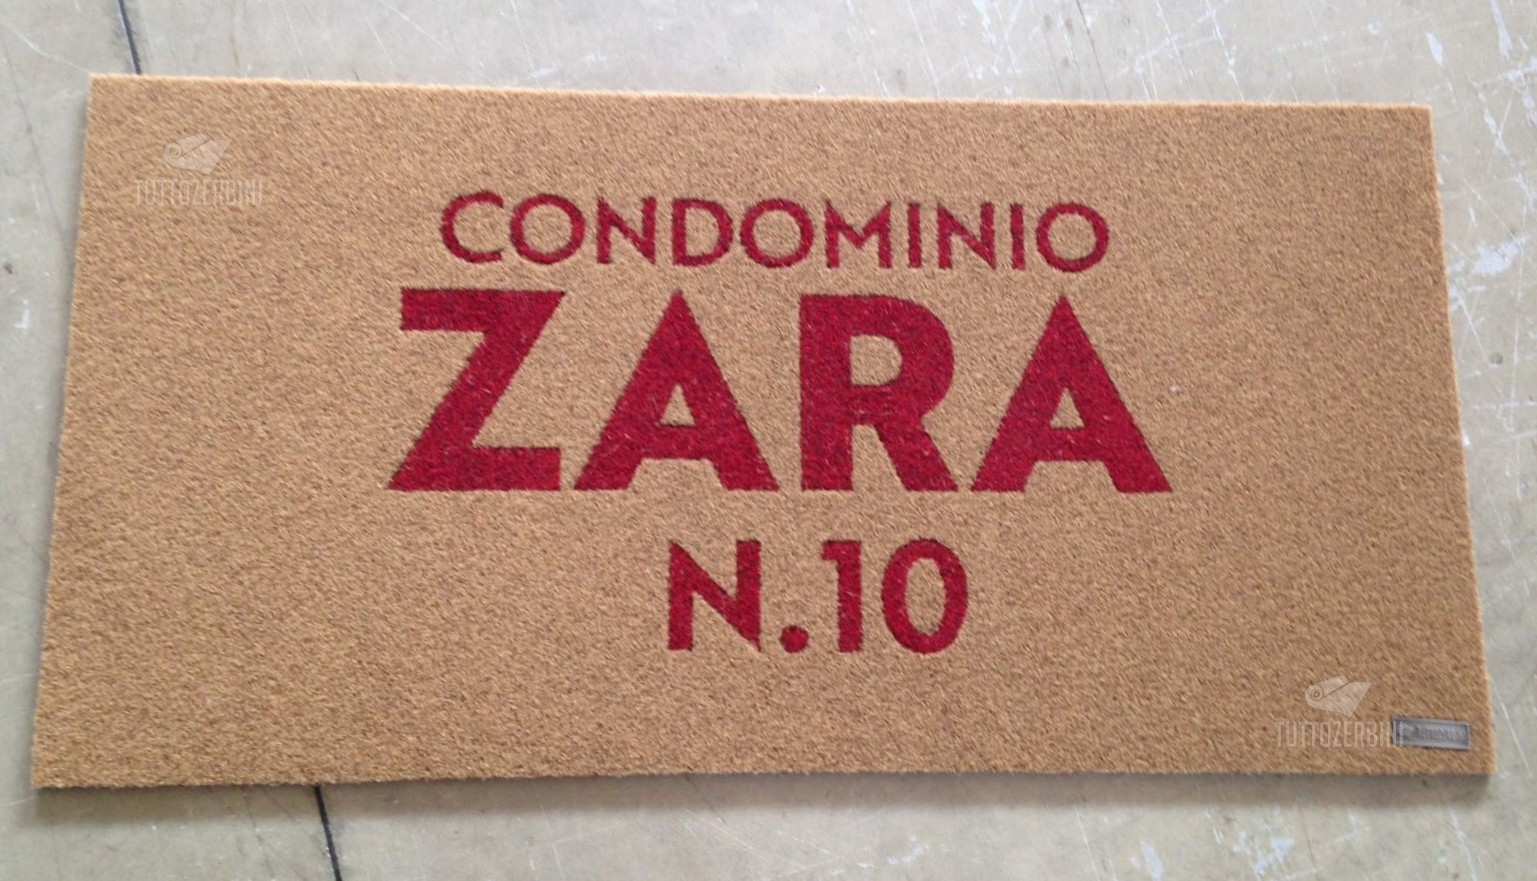 TUTTOZERBINI
CONDOMINIO
ZARA
N.10
TUTTOZERBINI